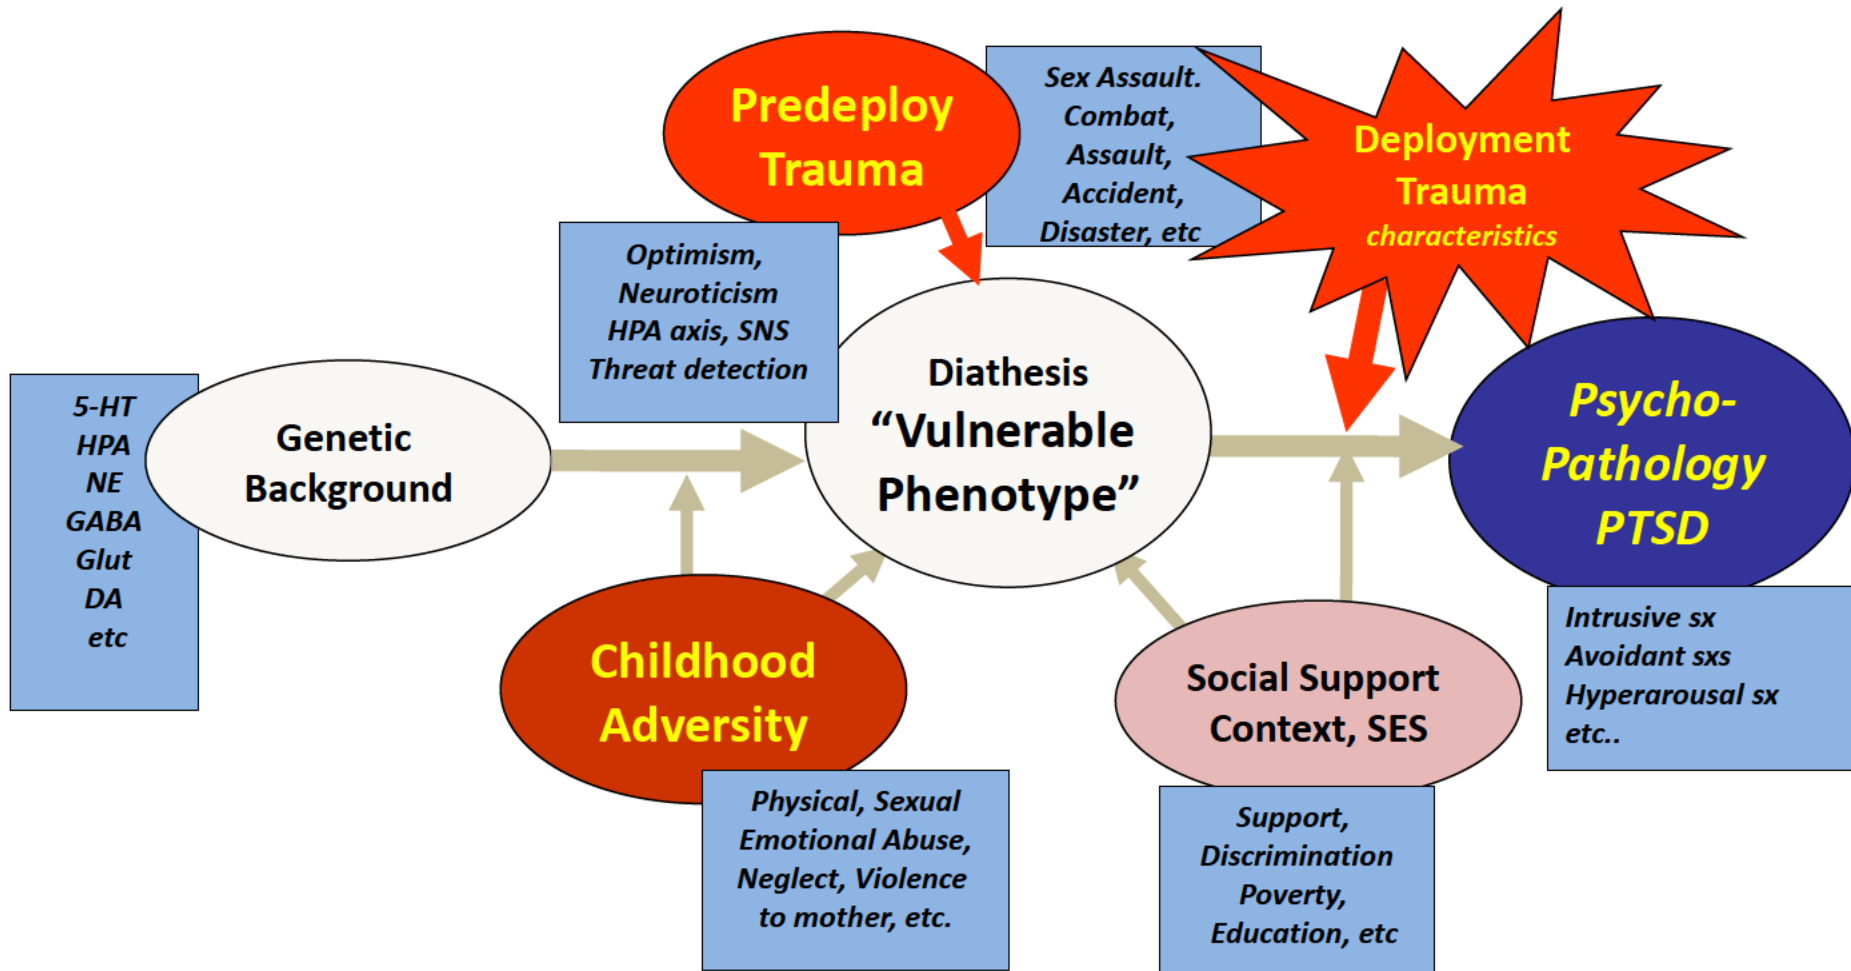 Predeploy
Trauma
Sex Assault.
Combat,
Assault,
Accident,
Disaster, etc
Deployment
Trauma
characteristics
Optimism,
Neuroticism
HPA axis, SNS
Threat detection
5-HT
HPA
NE
GABA
Glut
DA
etc
Genetic
Background
Diathesis
“Vulnerable
Phenotype”
Psycho-
Pathology
PTSD
Intrusive sx
Avoidant sxs
Hyperarousal sx
etc..
Childhood
Adversity
Physical, Sexual
Emotional Abuse,
Neglect, Violence
to mother, etc.
Social Support
Context, SES
Support,
Discrimination
Poverty,
Education, etc